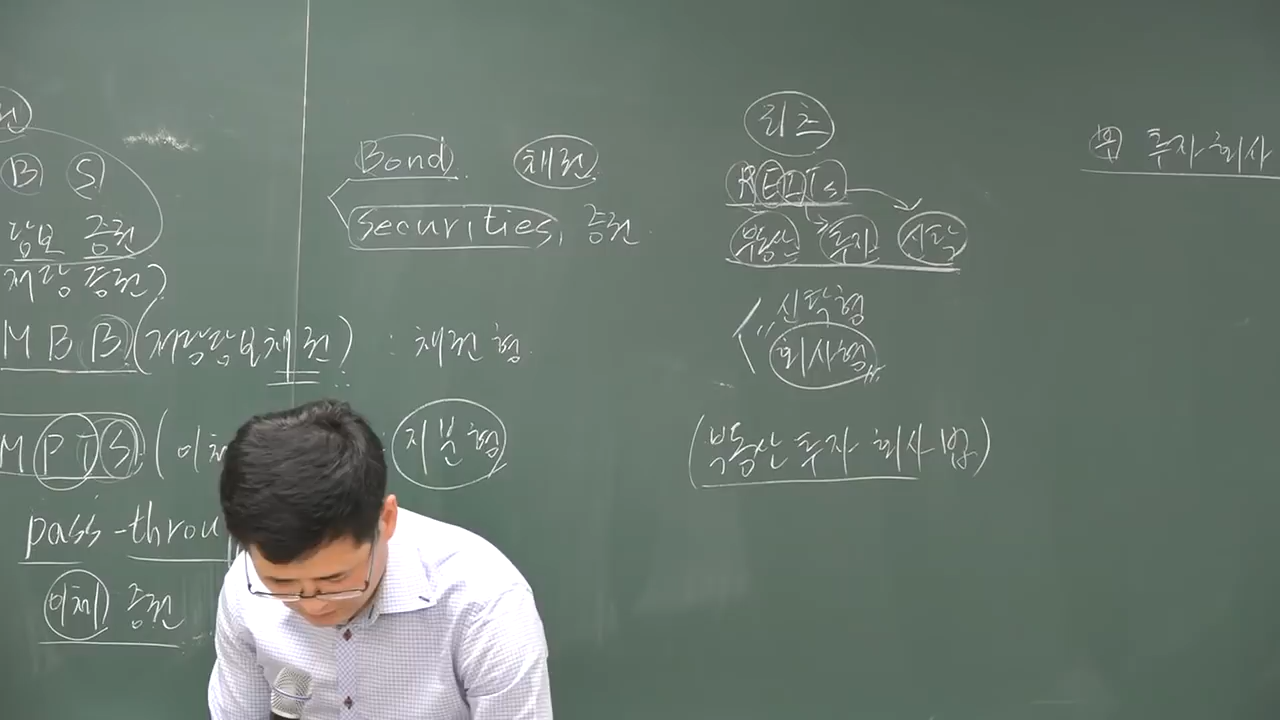 B S
담보 증권
저당증권)
MBB(저당담보채권) : 채권형
MPTS(이체 지분형
pass-throu
이체 증권
Bond 채권
securities, 증권
리츠
REITs
부동산 투자 신탁
신탁형
회사형
(부동산투자회사법)
부 투자회사